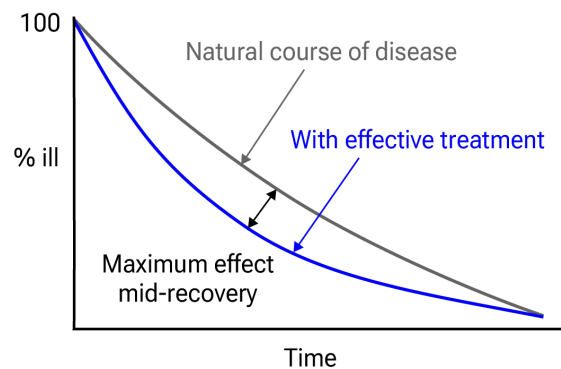 100
Natural course of disease
With effective treatment
% ill
Maximum effect
mid-recovery
Time